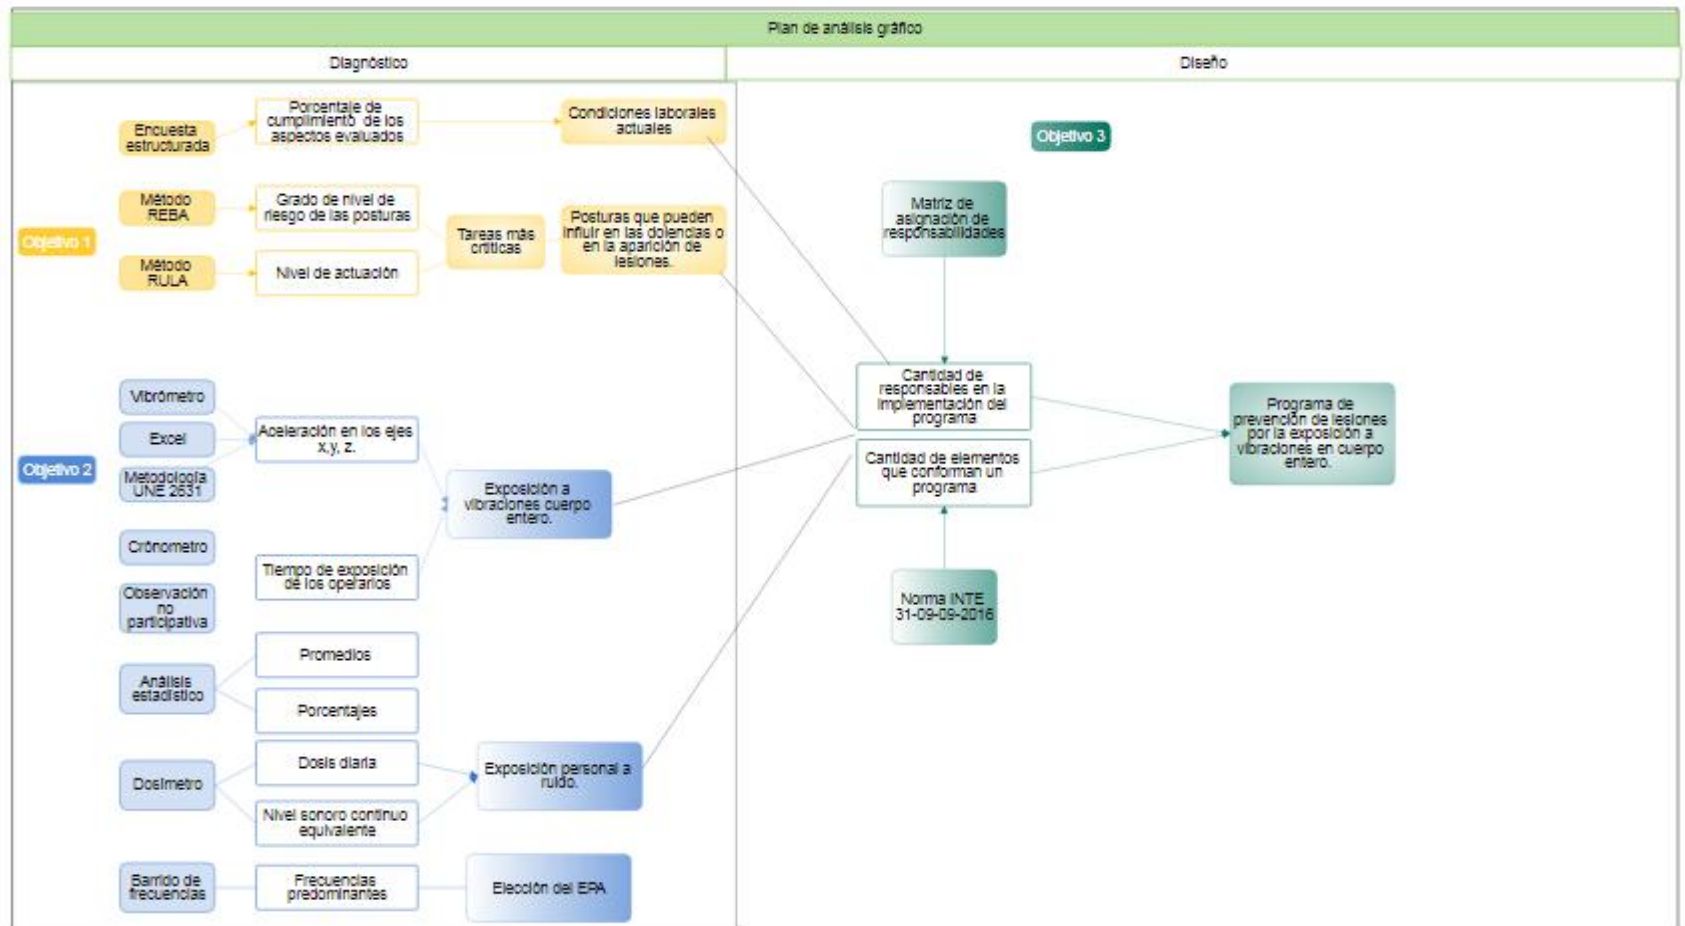 Plan de análisis gráfico
Diagnóstico
Diseño
Objetivo 1
Encuesta
estructurada
Porcentaje de
cumplimiento de los
aspectos evaluados
Condiciones laborales
actuales
Método
REBA
Grado de nivel de
riesgo de las posturas
Método
RULA
Nivel de actuación
Tareas más
críticas
Posturas que pueden
influir en las dolencias o
en la aparición de
lesiones.
Objetivo 2
Vibrómetro
Excel
Metodología
UNE 2631
Aceleración en los ejes
x,y, z.
Crónometro
Observación
no
participativa
Tiempo de exposición
de los operarios
Exposición a
vibraciones cuerpo
entero.
Análisis
estadístico
Promedios
Porcentajes
Dosímetro
Dosis diaria
Nivel sonoro continuo
equivalente
Exposición personal a
ruido.
Barrido de
frecuencias
Frecuencias
predominantes
Elección del EPA
Objetivo 3
Matriz de
asignación de
responsabilidades
Cantidad de
responsables en la
implementación del
programa
Cantidad de elementos
que conforman un
programa
Norma INTE
31-09-09-2016
Programa de
prevención de lesiones
por la exposición a
vibraciones en cuerpo
entero.